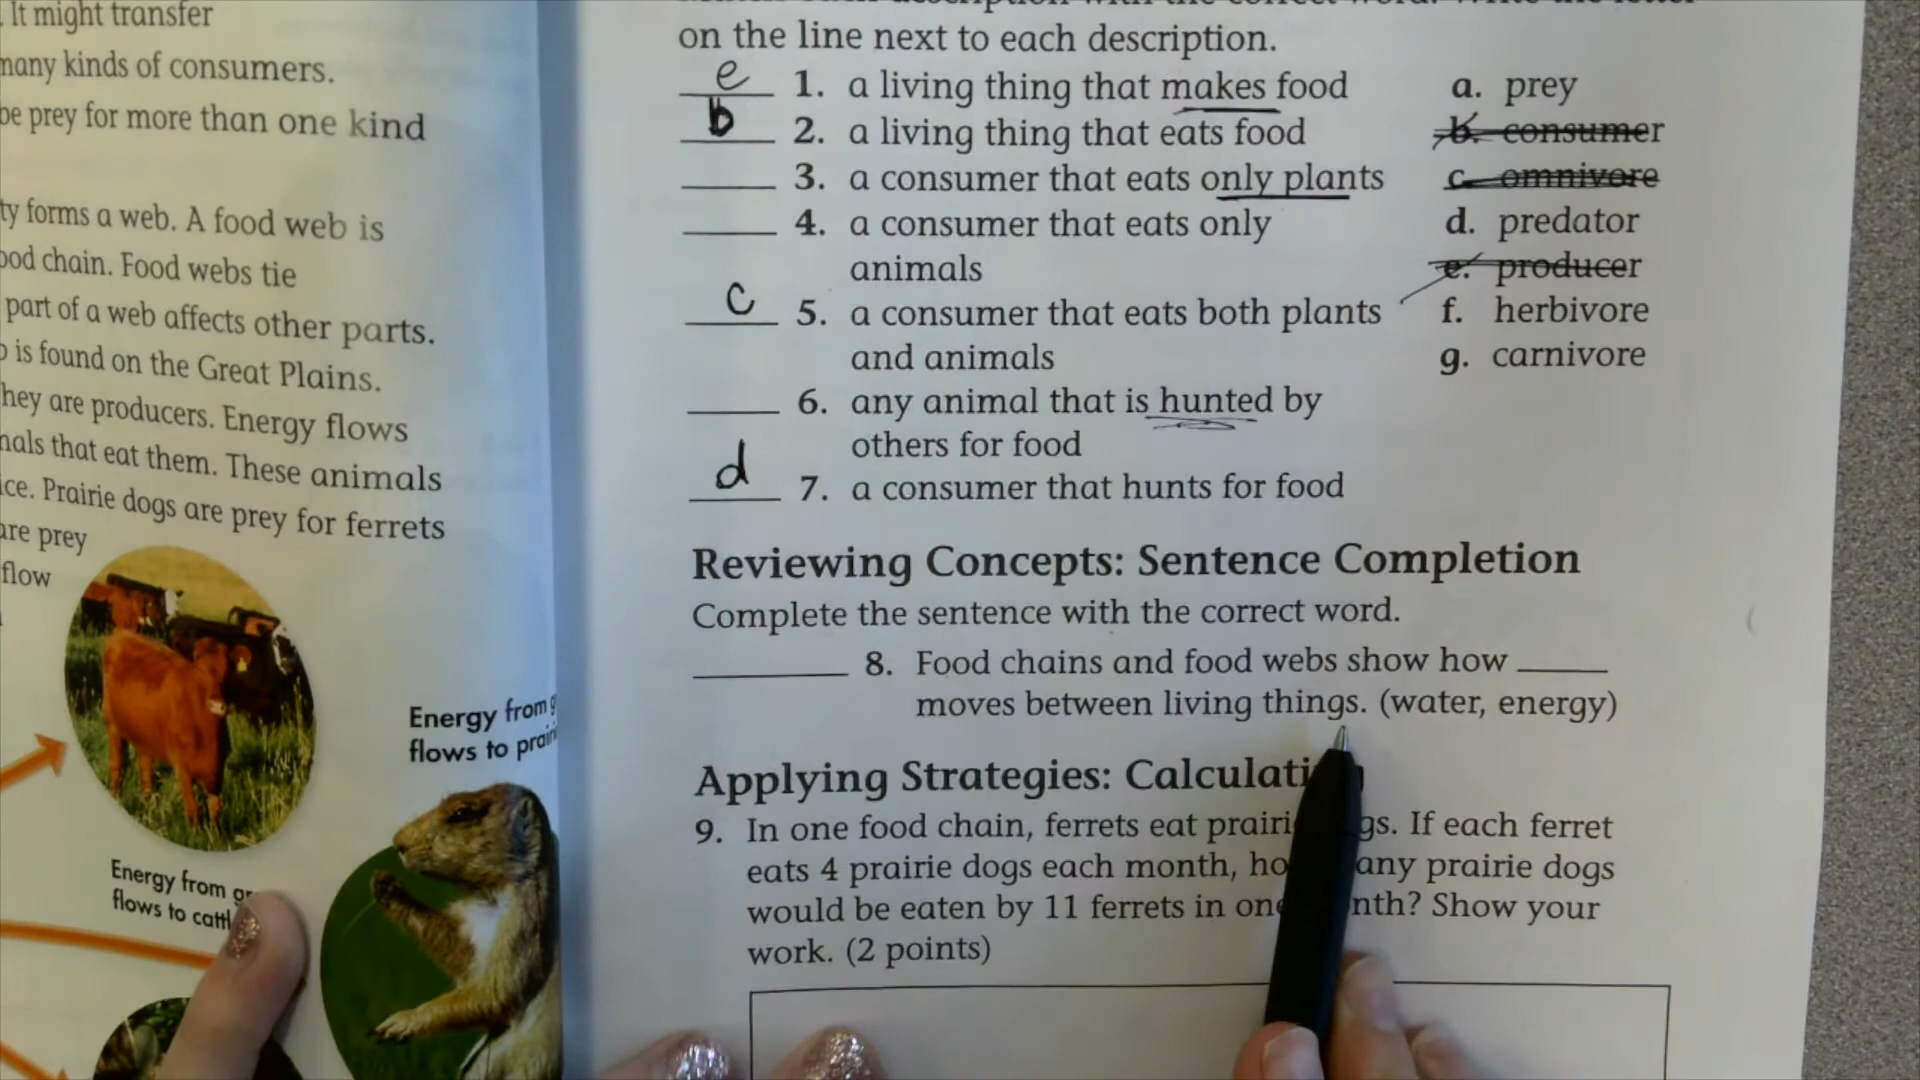 It might transfer
many kinds of consumers.
be prey for more than one kind
ty forms a web. A food web is
ood chain. Food webs tie
part of a web affects other parts.
is found on the Great Plains.
hey are producers. Energy flows
nals that eat them. These animals
ice. Prairie dogs are prey for ferrets
are prey
flow
Energy from g
flows to prair
Energy from gr
flows to cattl
on the line next to each description.
e 1. a living thing that makes food
b 2. a living thing that eats food
3. a consumer that eats only plants
4. a consumer that eats only
animals
c 5. a consumer that eats both plants
and animals
6. any animal that is hunted by
others for food
d 7. a consumer that hunts for food
a. prey
b. consumer
c. omnivore
d. predator
e. producer
f. herbivore
g. carnivore
Reviewing Concepts: Sentence Completion
Complete the sentence with the correct word.
8. Food chains and food webs show how
moves between living things. (water, energy)
Applying Strategies: Calculati
9. In one food chain, ferrets eat prairi gs. If each ferret
eats 4 prairie dogs each month, ho any prairie dogs
would be eaten by 11 ferrets in one nth? Show your
work. (2 points)